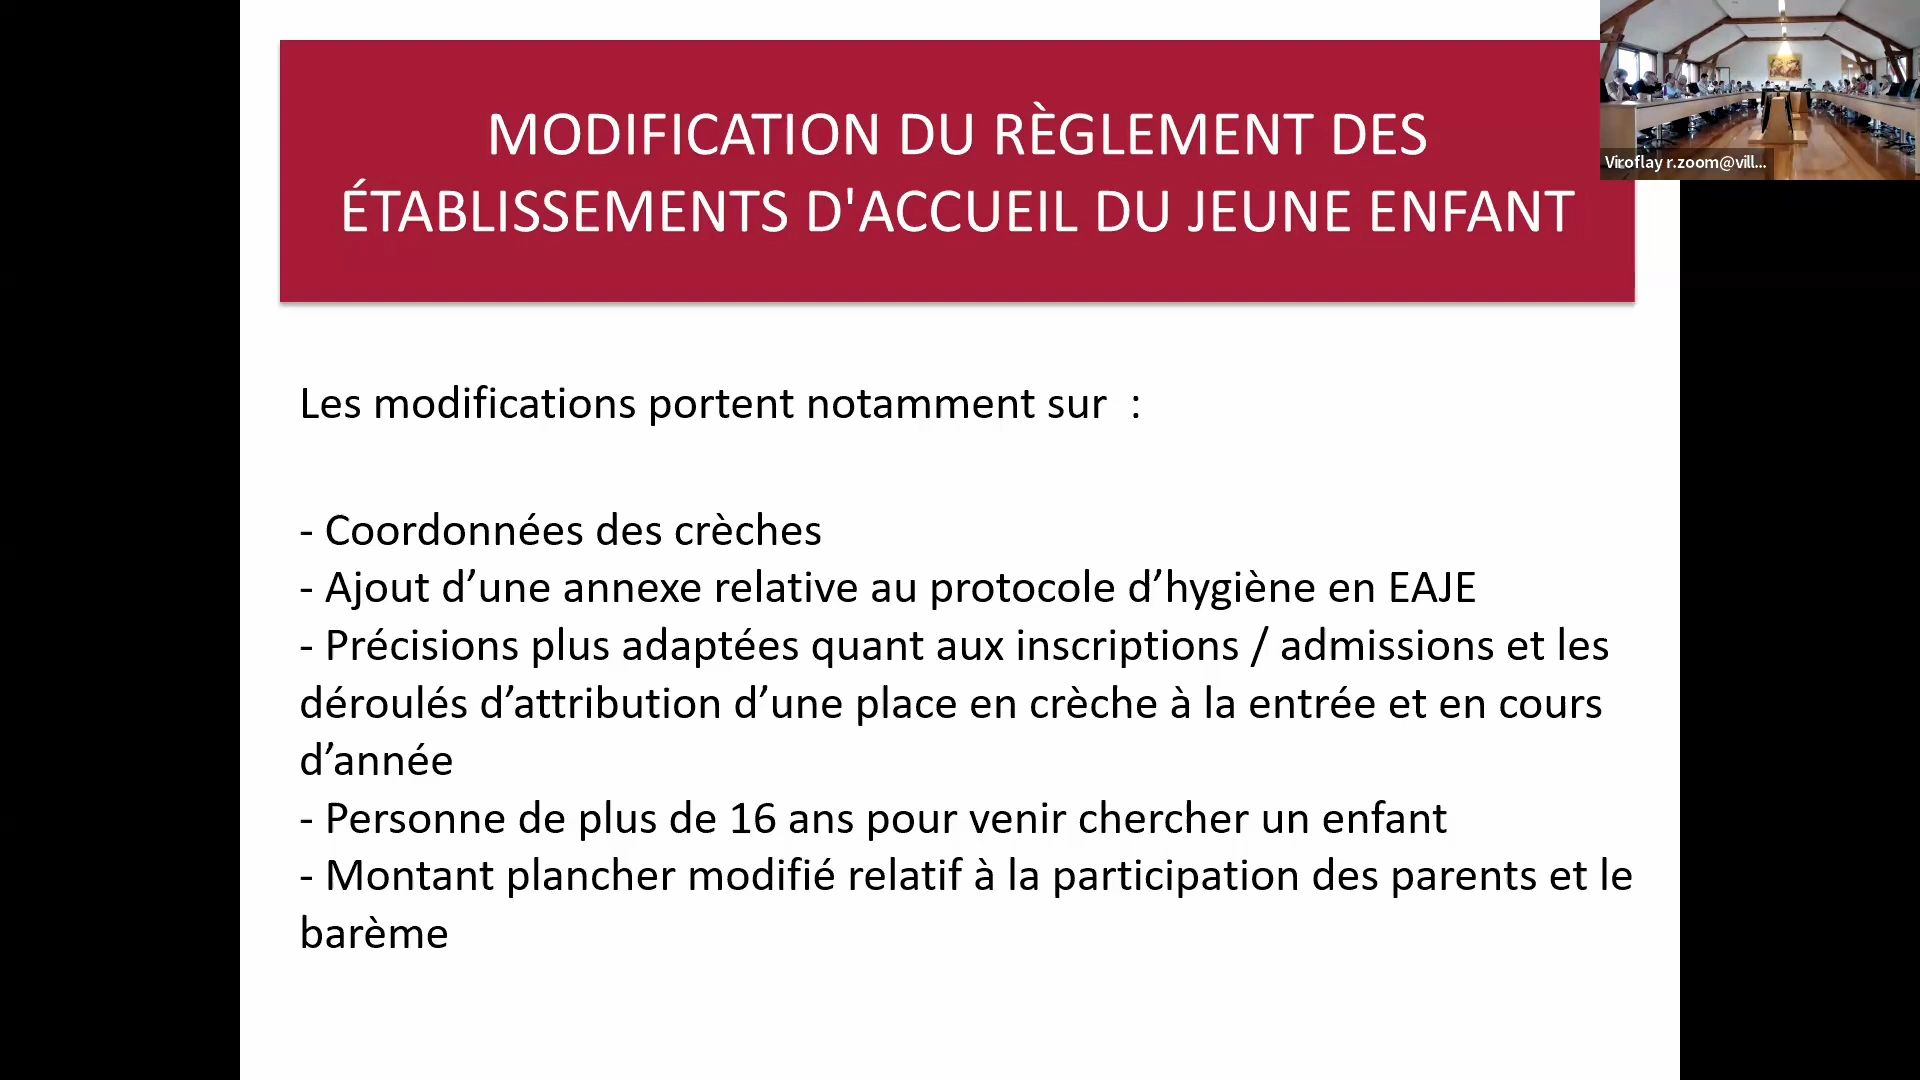 MODIFICATION DU RÈGLEMENT DES
ÉTABLISSEMENTS D'ACCUEIL DU JEUNE ENFANT
Viroflay r.zoom@vill...
Les modifications portent notamment sur  :
- Coordonnées des crèches
- Ajout d’une annexe relative au protocole d’hygiène en EAJE
- Précisions plus adaptées quant aux inscriptions / admissions et les
déroulés d’attribution d’une place en crèche à la entrée et en cours
d’année
- Personne de plus de 16 ans pour venir chercher un enfant
- Montant plancher modifié relatif à la participation des parents et le
barème